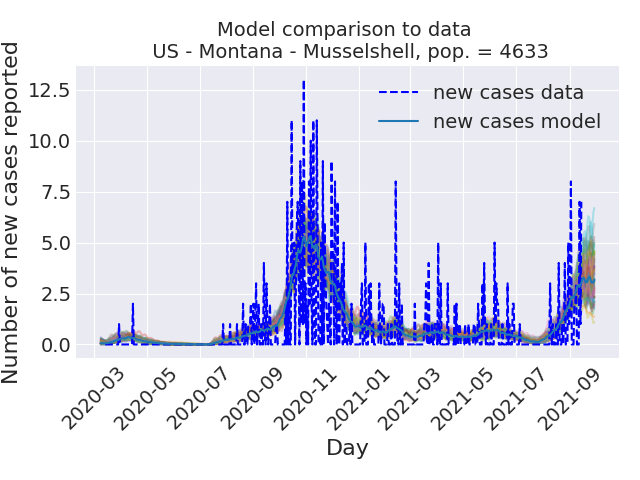 Model comparison to data
US - Montana - Musselshell, pop. = 4633
Number of new cases reported
12.5
10.0
7.5
5.0
2.5
0.0
new cases data
new cases model
2020-03
2020-05
2020-07
2020-09
2020-11
2021-01
2021-03
2021-05
2021-07
2021-09
Day